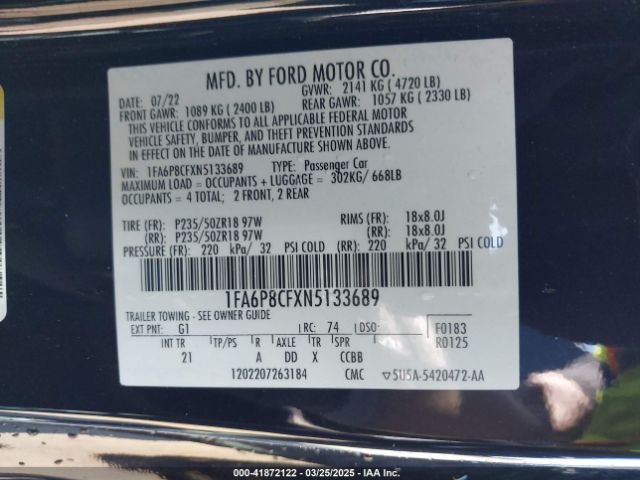 MFD. BY FORD MOTOR CO.
DATE: 07/22 GVWR: 2141 KG ( 4720 LB)
FRONT GAWR: 1089 KG ( 2400 LB) REAR GAWR: 1057 KG ( 2330 LB)
THIS VEHICLE CONFORMS TO ALL APPLICABLE FEDERAL MOTOR
VEHICLE SAFETY, BUMPER, AND THEFT PREVENTION STANDARDS
IN EFFECT ON THE DATE OF MANUFACTURE SHOWN ABOVE.
VIN: 1FA6P8CFXN5133689 TYPE: Passenger Car
MAXIMUM LOAD = OCCUPANTS + LUGGAGE = 302KG/ 668LB
OCCUPANTS = 4 TOTAL; 2 FRONT, 2 REAR
TIRE (FR): P235/50ZR18 97W RIMS (FR): 18x8.0J
(RR): P235/50ZR18 97W (RR): 18x8.0J
PRESSURE (FR): 220 kPa/ 32 PSI COLD (RR): 220 kPa/ 32 PSI COLD
1FA6P8CFXN5133689
TRAILER TOWING - SEE OWNER GUIDE
EXT PNT: G1 RC: 74 DSO: F0183
INT TR TP/PS R AXLE TR SPR R0125
21 A DD X CCBB
1202207263184 CMC ▽5U5A-5420472-AA
000-41872122 — 03/25/2025 — IAA Inc.